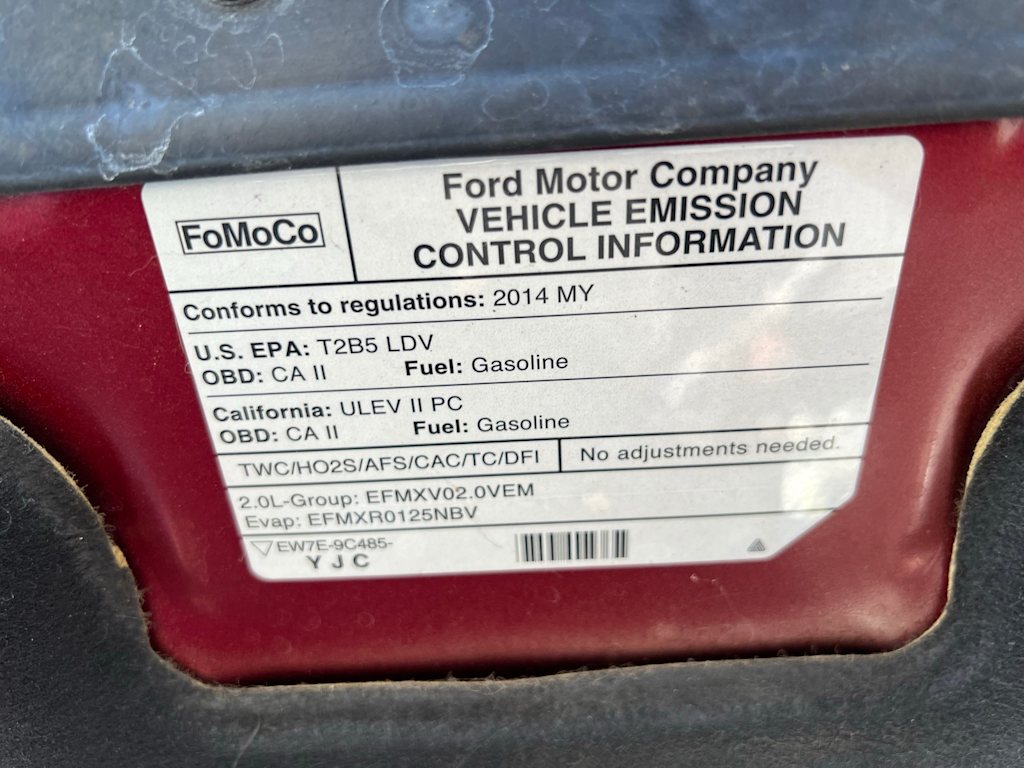 FoMoCo
Ford Motor Company
VEHICLE EMISSION
CONTROL INFORMATION
Conforms to regulations: 2014 MY
U.S. EPA: T2B5 LDV
OBD: CA II Fuel: Gasoline
California: ULEV II PC
OBD: CA II Fuel: Gasoline
TWC/HO2S/AFS/CAC/TC/DFI No adjustments needed.
2.0L-Group: EFMXV02.0VEM
Evap: EFMXR0125NBV
EW7E-9C485-
Y J C